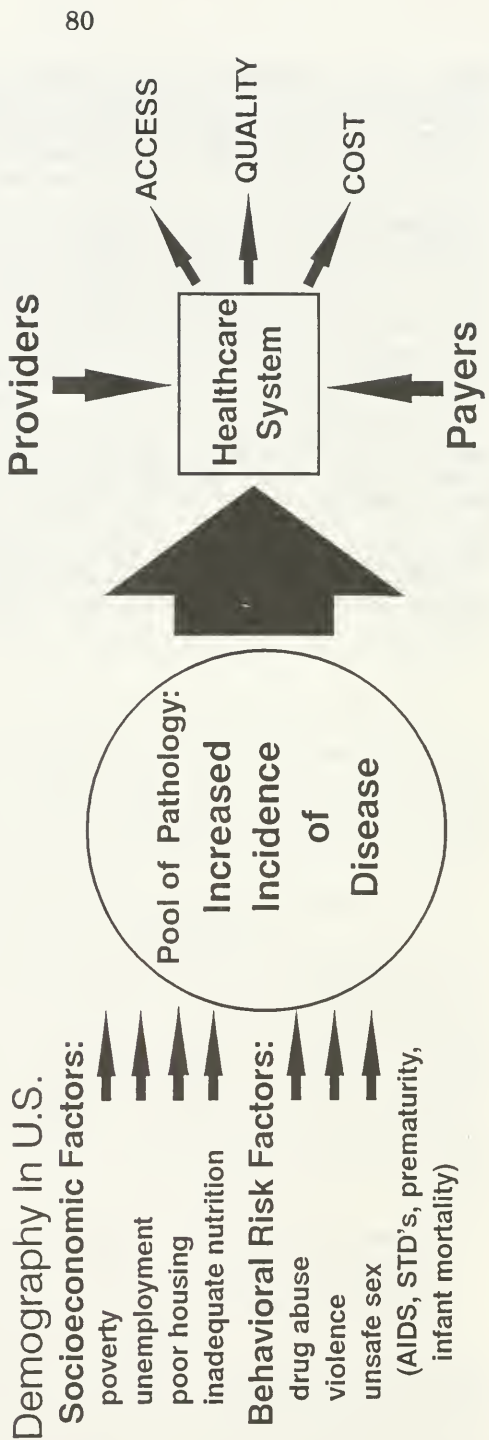 80
Demography In U.S.
Socioeconomic Factors:
poverty
unemployment
poor housing
inadequate nutrition
Behavioral Risk Factors:
drug abuse
violence
unsafe sex
(AIDS, STD's, prematurity,
infant mortality)
Pool of Pathology:
Increased
Incidence
of
Disease
Providers
Healthcare
System
Payers
ACCESS
QUALITY
COST